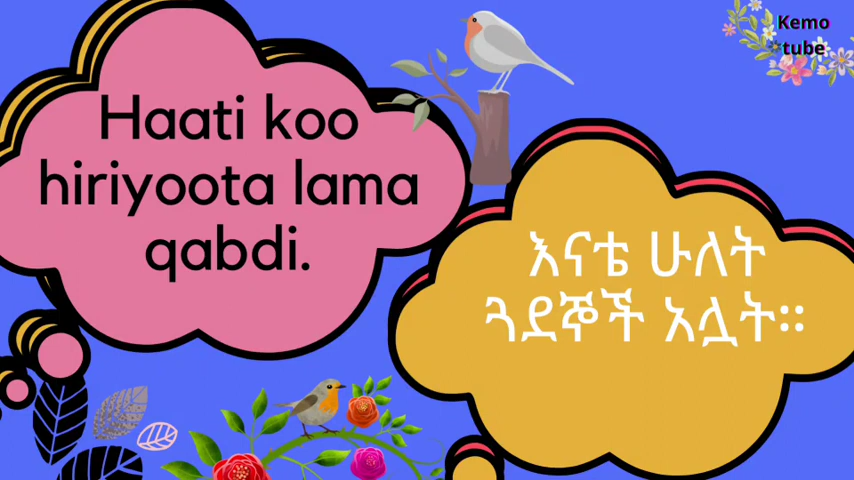 Kemo
tube
Haati koo
hiriyoota lama
qabdi.
እናቴ ሁለት
ጓደኞች አሏት።